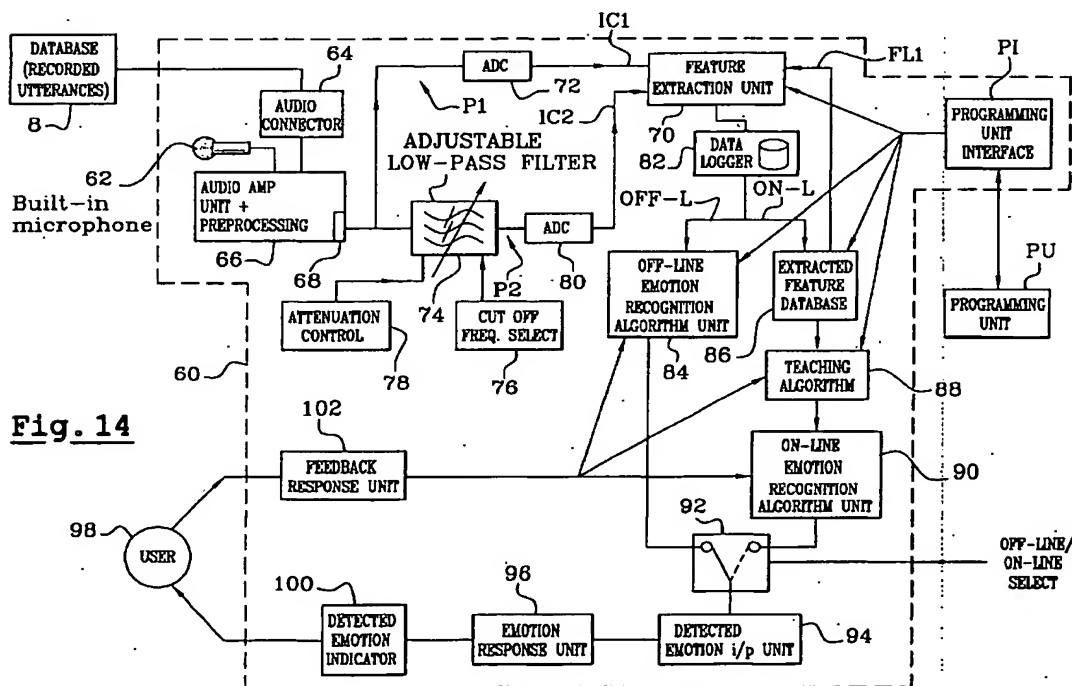 IC1
DATABASE
(RECORDED
UTTERANCES)
8
64
AUDIO
CONNECTOR
ADC
72
P1
IC2
FEATURE
EXTRACTION UNIT
70
FL1
PI
PROGRAMMING
UNIT
INTERFACE
62
Built-in
microphone
AUDIO AMP
UNIT +
PREPROCESSING
66
68
ADJUSTABLE
LOW-PASS FILTER
82
DATA
LOGGER
OFF-L
ON-L
P2
ADC
80
74
ATTENUATION
CONTROL
78
CUT OFF
FREQ. SELECT
76
OFF-LINE
EMOTION
RECOGNITION
ALGORITHM UNIT
84
EXTRACTED
FEATURE
DATABASE
86
PU
PROGRAMMING
UNIT
60
TEACHING
ALGORITHM
88
Fig. 14
102
FEEDBACK
RESPONSE UNIT
ON-LINE
EMOTION
RECOGNITION
ALGORITHM UNIT
90
98
USER
92
OFF-LINE/
ON-LINE
SELECT
100
DETECTED
EMOTION
INDICATOR
96
EMOTION
RESPONSE UNIT
DETECTED
EMOTION i/p UNIT
94